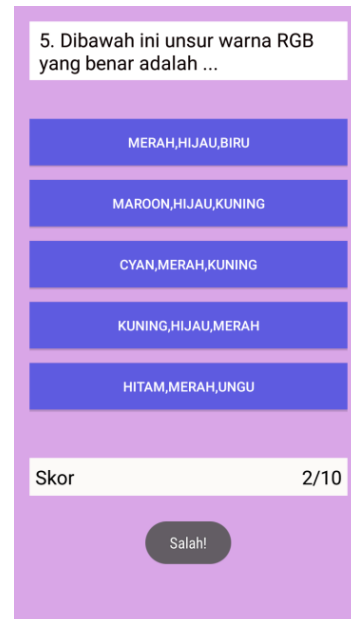 5. Dibawah ini unsur warna RGB
yang benar adalah ...
MERAH,HIJAU,BIRU
MAROON,HIJAU,KUNING
CYAN,MERAH,KUNING
KUNING,HIJAU,MERAH
HITAM,MERAH,UNGU
Skor 2/10
Salah!